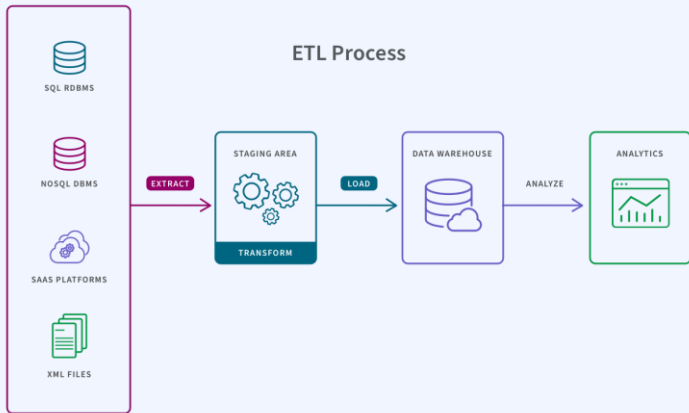 ETL Process
SQL RDBMS
NOSQL DBMS
SAAS PLATFORMS
XML FILES
EXTRACT
STAGING AREA
TRANSFORM
LOAD
DATA WAREHOUSE
ANALYZE
ANALYTICS